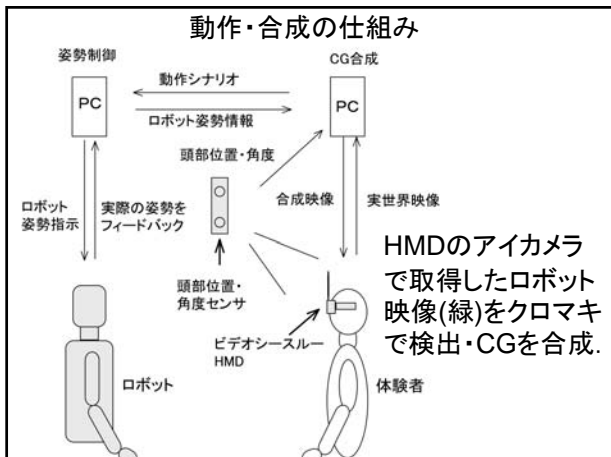 動作・合成の仕組み
姿勢制御
CG合成
動作シナリオ
PC
PC
ロボット姿勢情報
頭部位置・角度
ロボット
姿勢指示
実際の姿勢を
フィードバック
合成映像
実世界映像
HMDのアイカメラ
で取得したロボット
映像(緑)をクロマキ
で検出・CGを合成.
頭部位置・
角度センサ
ビデオシースルー
HMD
ロボット
体験者